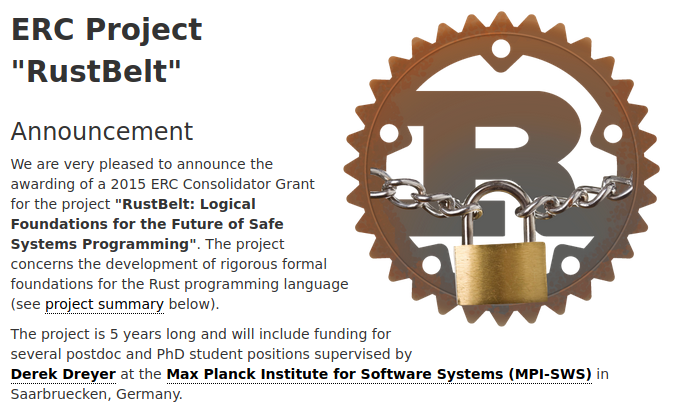 ERC Project
"RustBelt"
Announcement
We are very pleased to announce the
awarding of a 2015 ERC Consolidator Grant
for the project "RustBelt: Logical
Foundations for the Future of Safe
Systems Programming". The project
concerns the development of rigorous formal
foundations for the Rust programming language
(see project summary below).
The project is 5 years long and will include funding for
several postdoc and PhD student positions supervised by
Derek Dreyer at the Max Planck Institute for Software Systems (MPI-SWS) in
Saarbruecken, Germany.
R